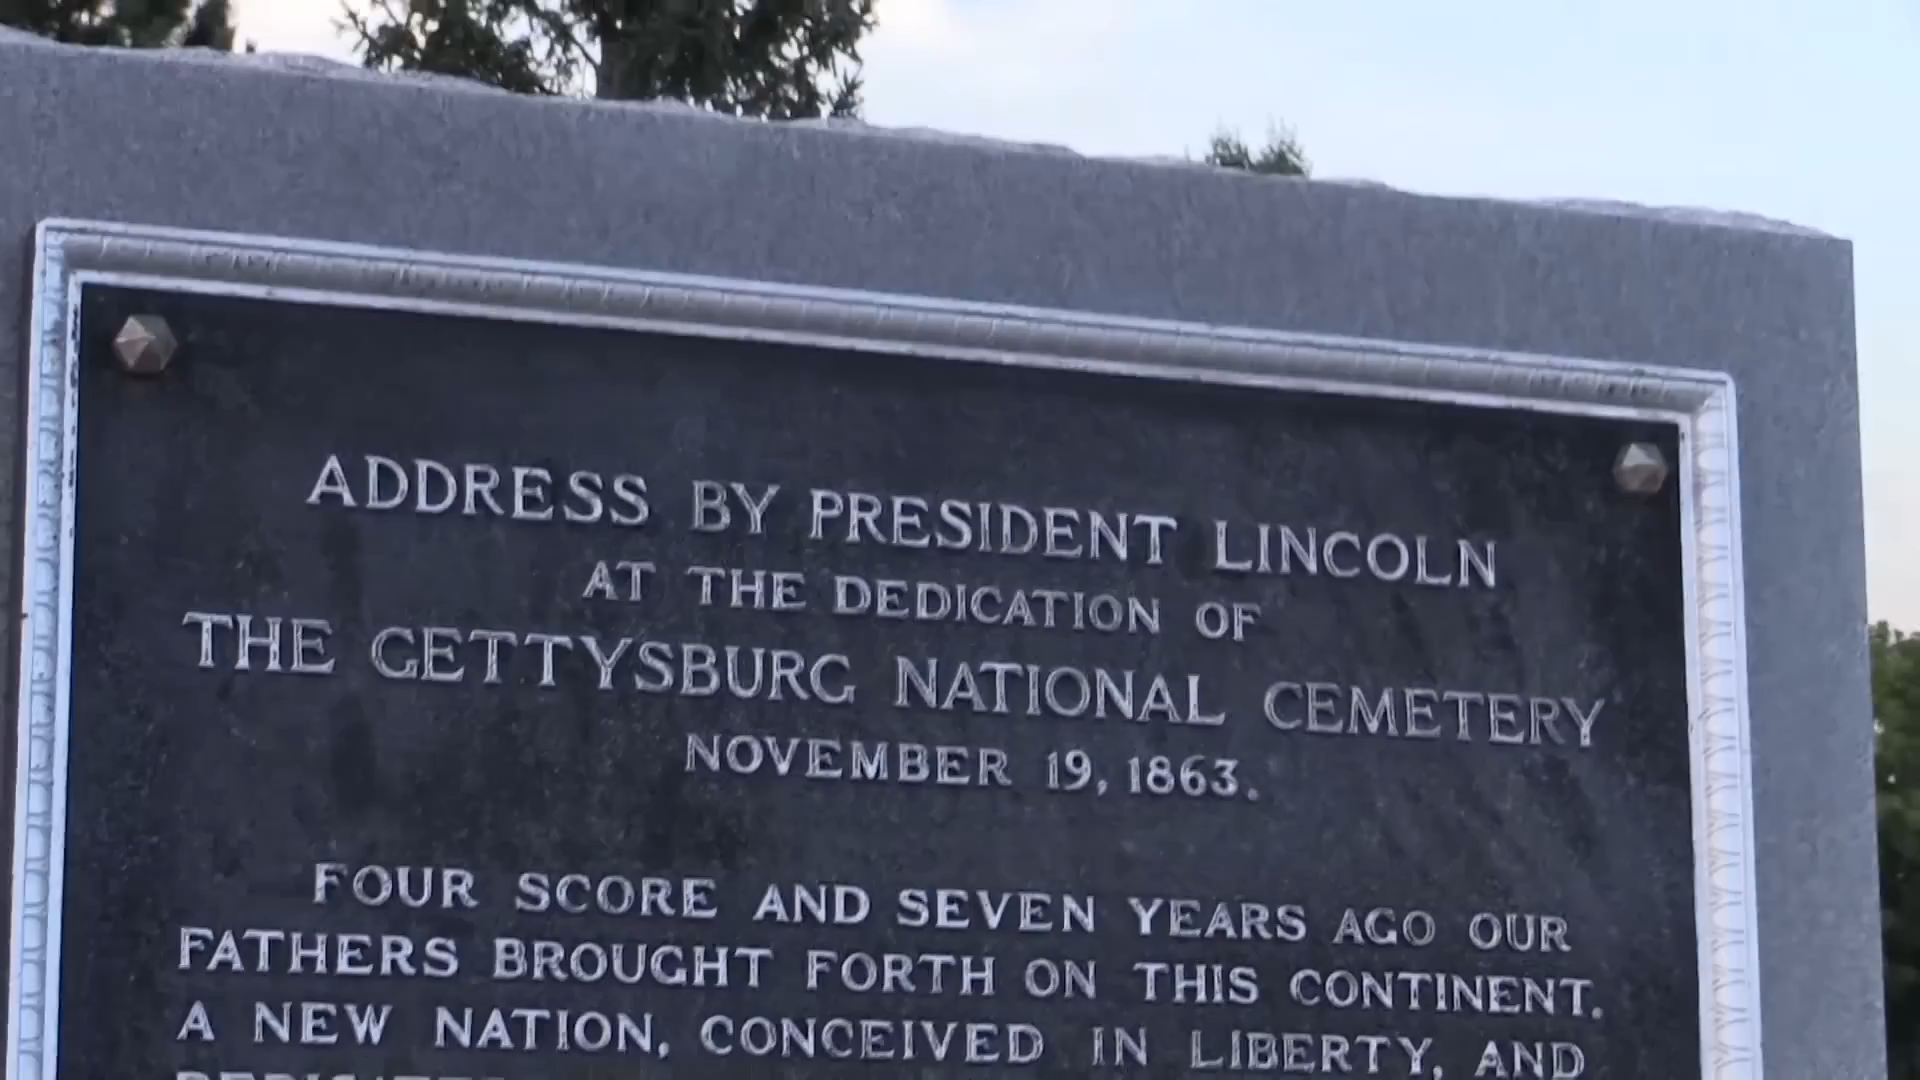 ADDRESS BY PRESIDENT LINCOLN
AT THE DEDICATION OF
THE GETTYSBURG NATIONAL CEMETERY
NOVEMBER 19, 1863.
FOUR SCORE AND SEVEN YEARS AGO OUR
FATHERS BROUGHT FORTH ON THIS CONTINENT.
A NEW NATION, CONCEIVED IN LIBERTY, AND